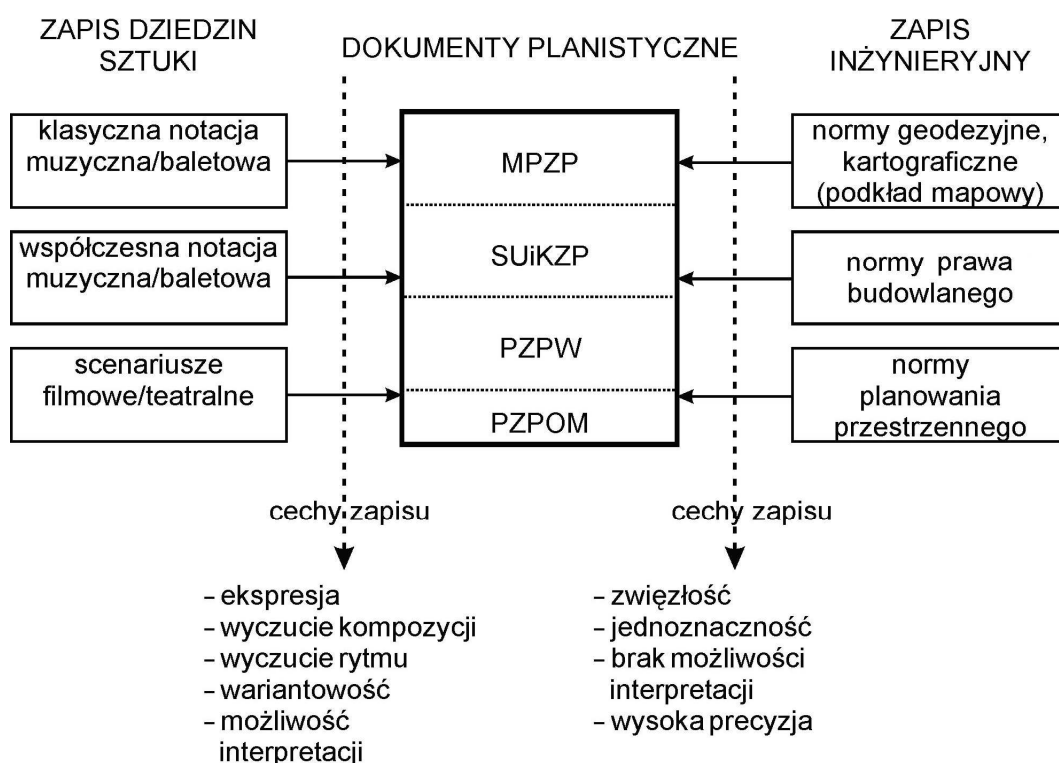 ZAPIS DZIEDZIN
SZTUKI
klasyczna notacja
muzyczna/baletowa
współczesna notacja
muzyczna/baletowa
scenariusze
filmowe/teatralne
DOKUMENTY PLANISTYCZNE
MPZP
SUiKZP
PZPW
PZPOM
ZAPIS
INŻYNIERYJNY
normy geodezyjne,
kartograficzne
(podkład mapowy)
normy prawa
budowlanego
normy
planowania
przestrzennego
cechy zapisu
– ekspresja
– wyczucie kompozycji
– wyczucie rytmu
– wariantowość
– możliwość
interpretacji
cechy zapisu
– zwięzłość
– jednoznaczność
– brak możliwości
interpretacji
– wysoka precyzja